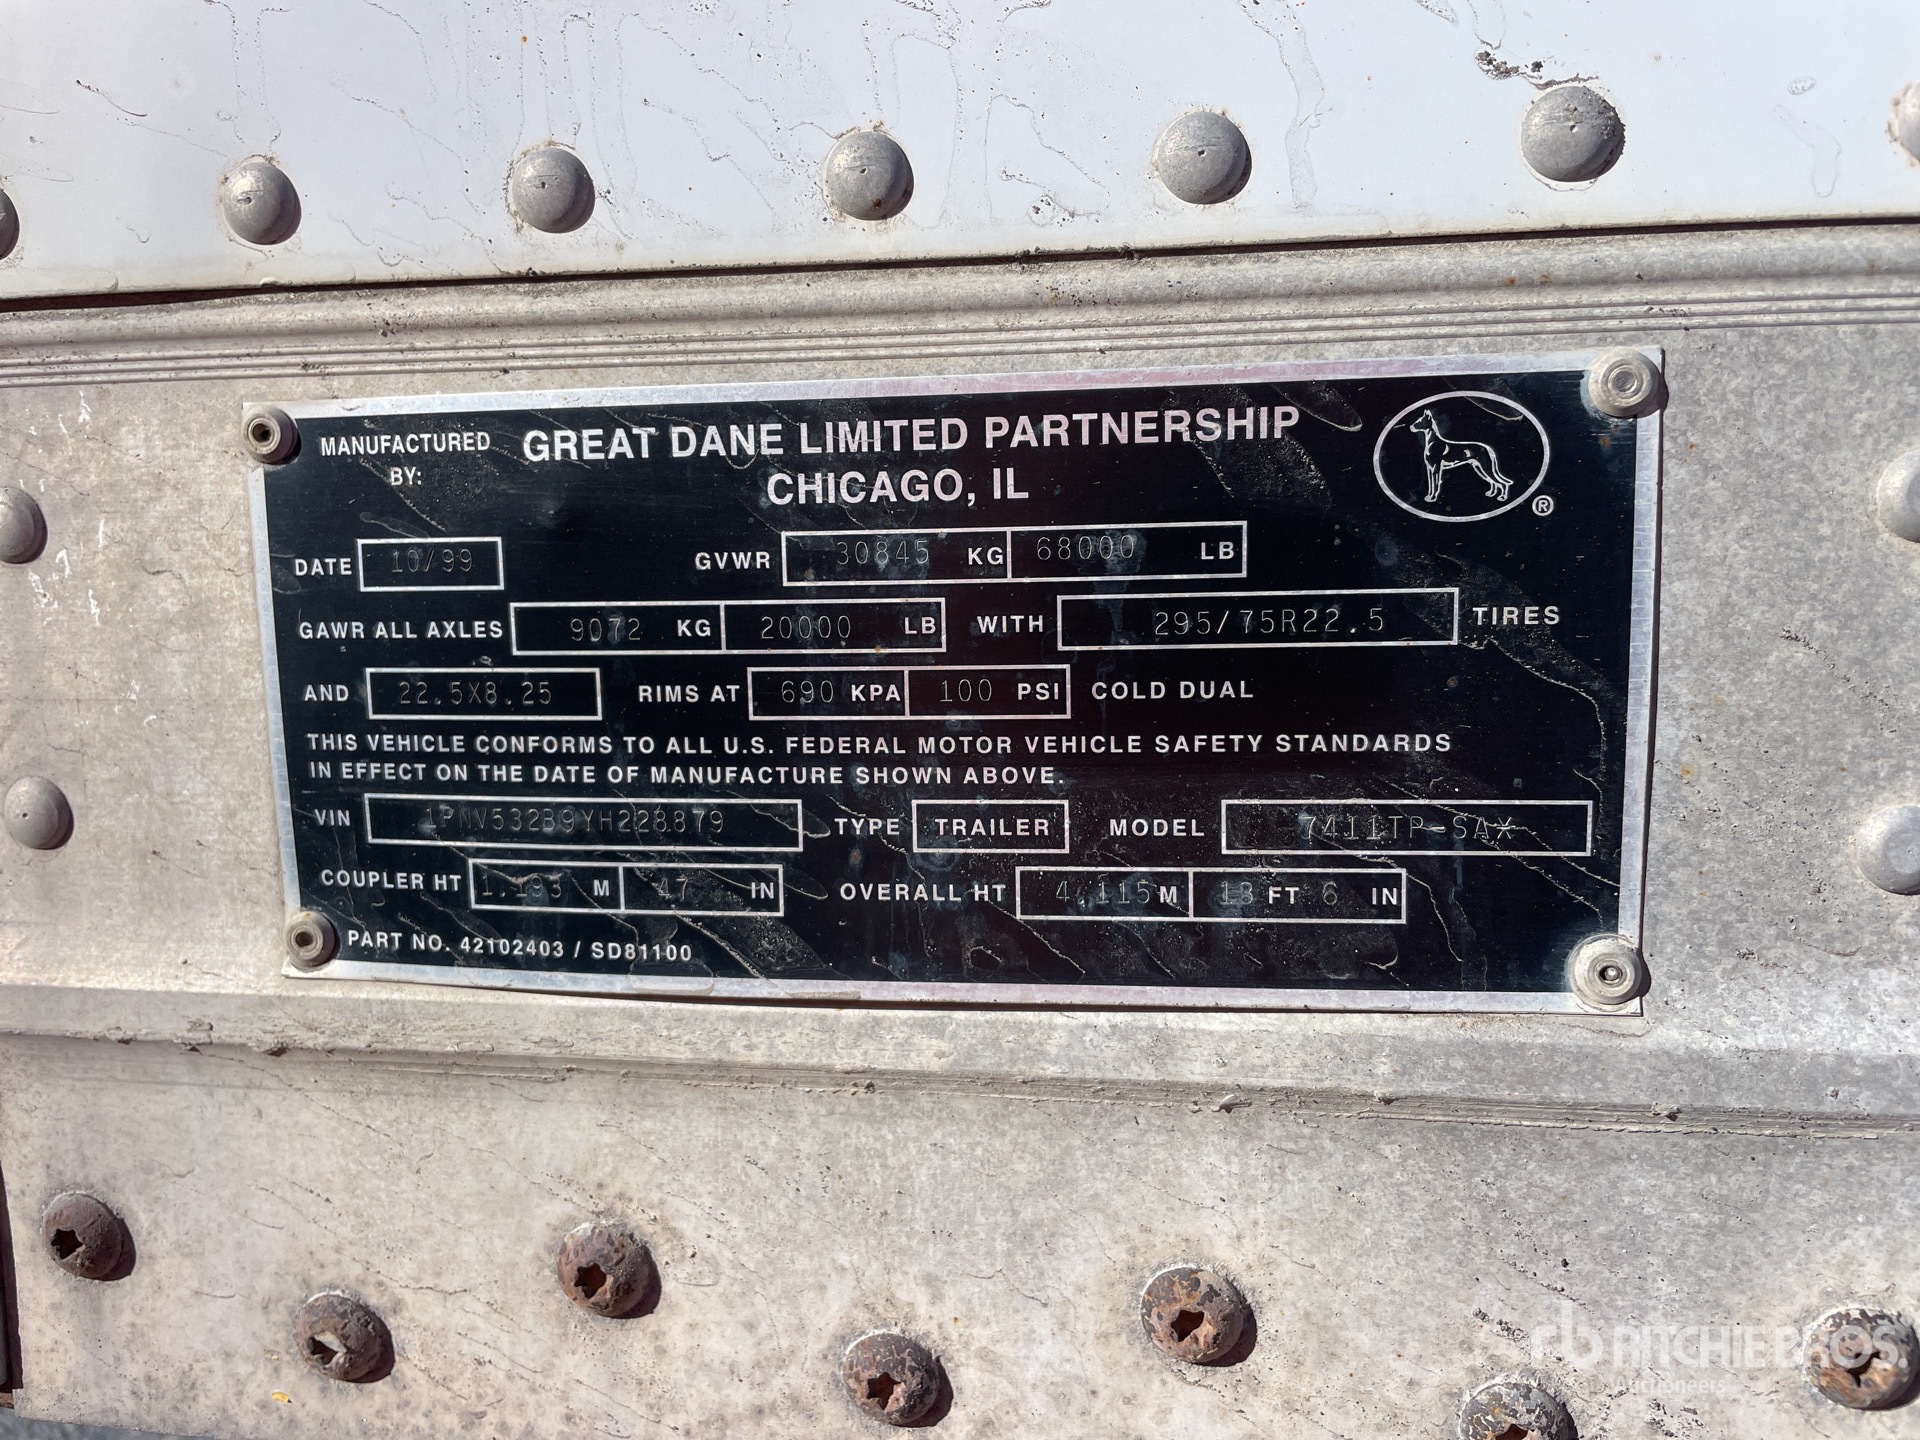 MANUFACTURED BY: GREAT DANE LIMITED PARTNERSHIP
CHICAGO, IL
®
DATE 10/99 GVWR 30845 KG 68000 LB
GAWR ALL AXLES 9072 KG 20000 LB WITH 295/75R22.5 TIRES
AND 22.5X8.25 RIMS AT 690 KPA 100 PSI COLD DUAL
THIS VEHICLE CONFORMS TO ALL U.S. FEDERAL MOTOR VEHICLE SAFETY STANDARDS
IN EFFECT ON THE DATE OF MANUFACTURE SHOWN ABOVE.
VIN 1PNV532B9YH228879 TYPE TRAILER MODEL 7411TP-SAX
COUPLER HT 1.193 M 47 IN OVERALL HT 4.115 M 13 FT 6 IN
PART NO. 42102403 / SD81100
rb RITCHIE BROS.
Auctioneers